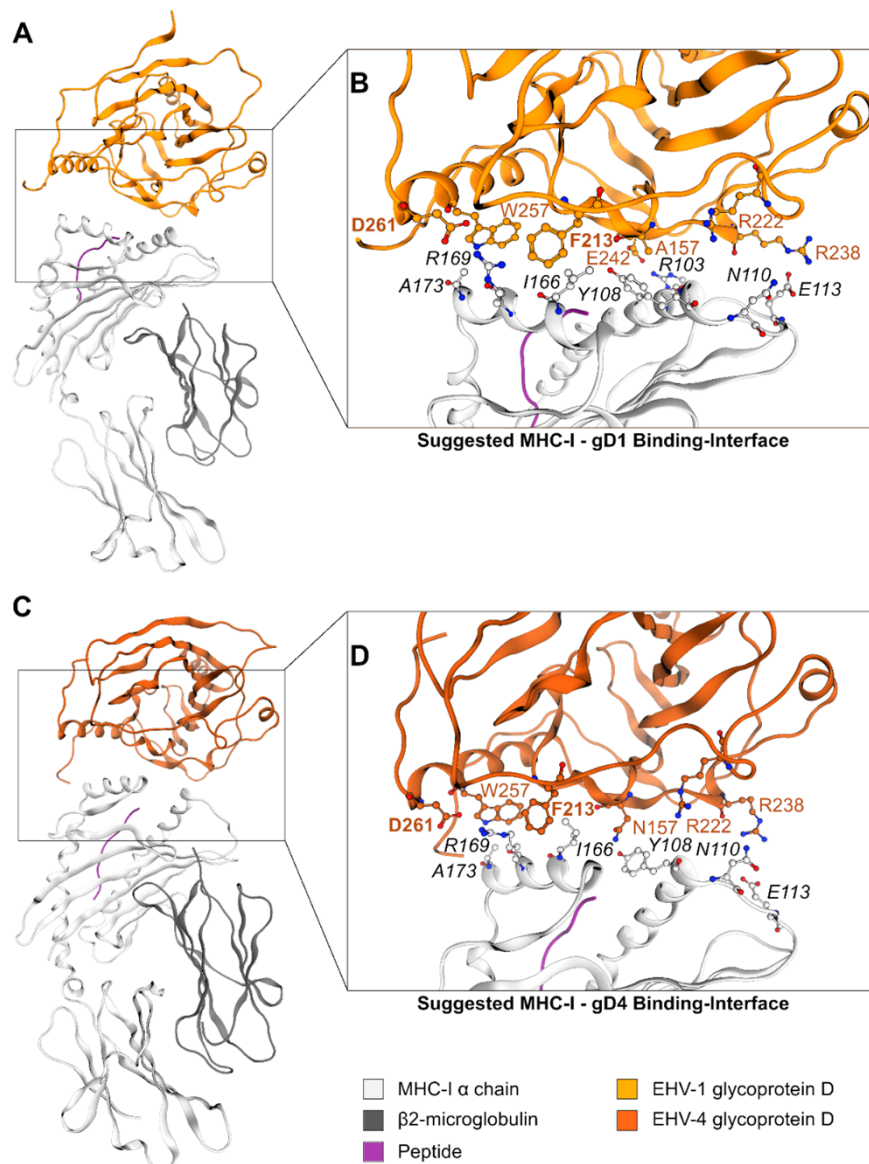 A
B
W257
D261
R222
F213
R169
E242
A157
R238
R103
A173
I166
Y108
N110
E113
Suggested MHC-I - gD1 Binding-Interface
C
D
W257
F213
D261
N157
R222
R238
R169
I166
Y108
N110
A173
E113
Suggested MHC-I - gD4 Binding-Interface
MHC-I α chain
EHV-1 glycoprotein D
β2-microglobulin
EHV-4 glycoprotein D
Peptide